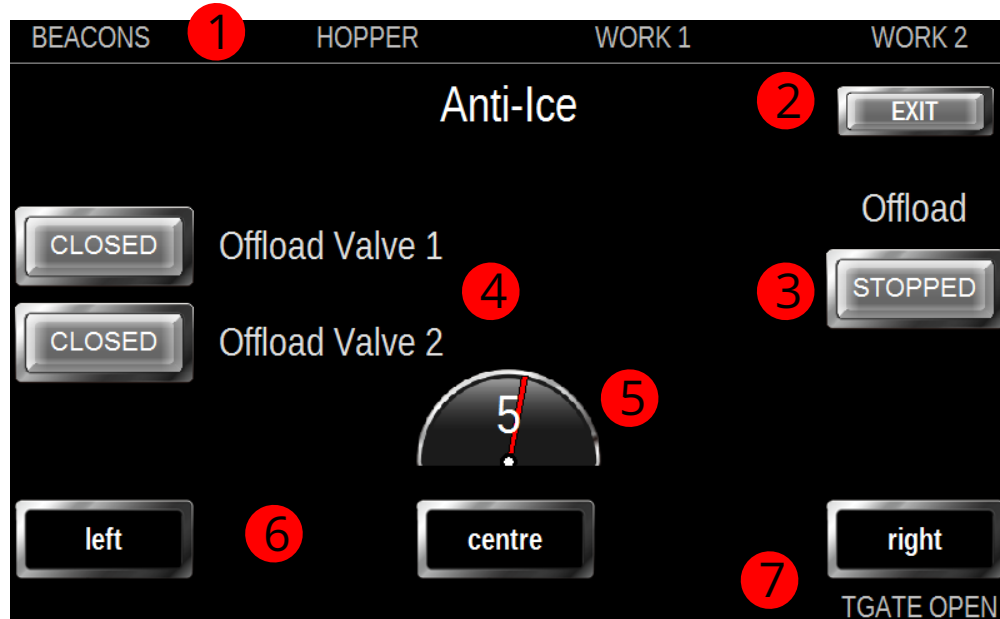 BEACONS 1 HOPPER WORK 1 WORK 2
Anti-Ice 2 EXIT
Offload
CLOSED Offload Valve 1
4 3 STOPPED
CLOSED Offload Valve 2
5 5
left 6 centre right
7
TGATE OPEN